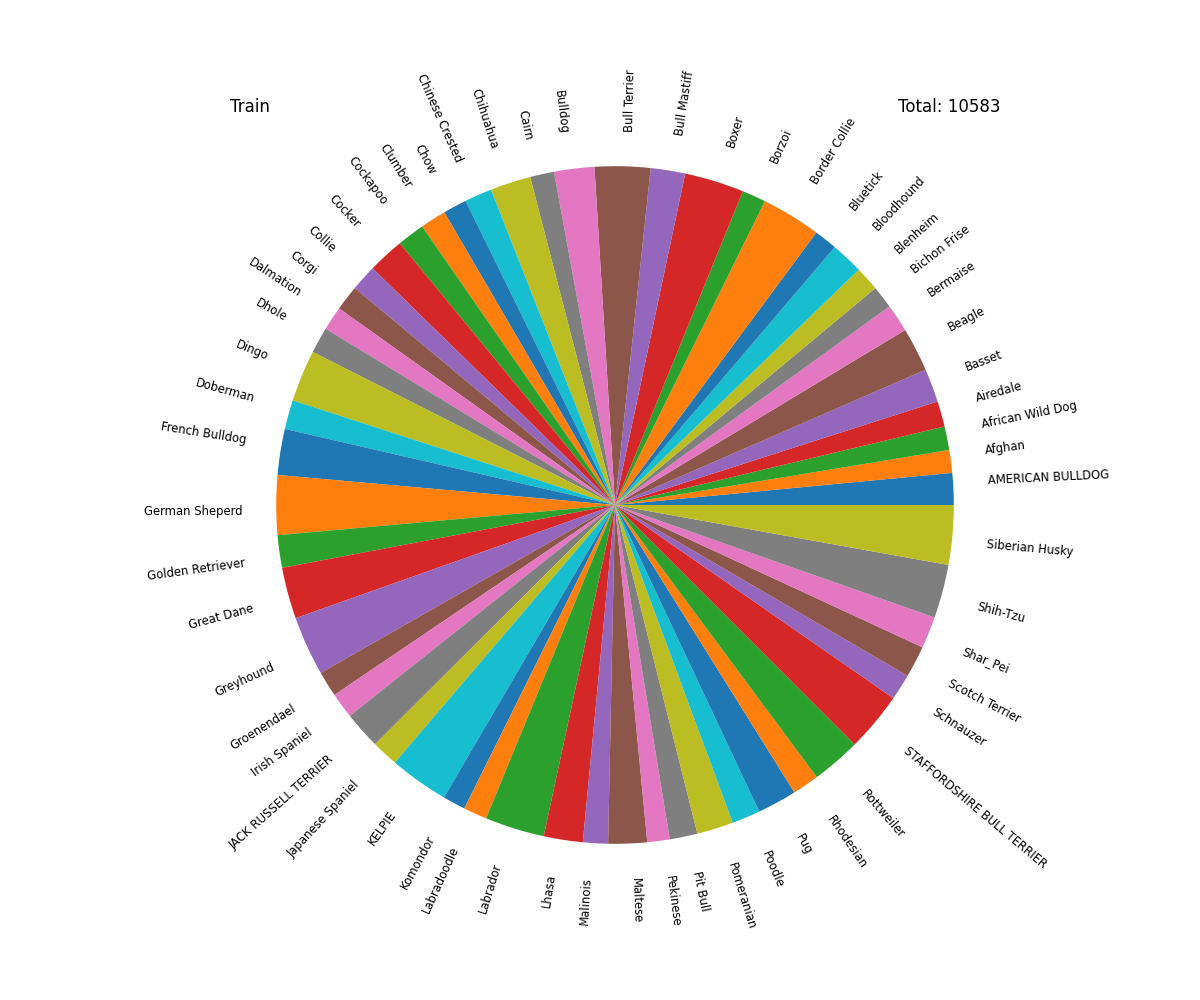 Train
Total: 10583
AMERICAN BULLDOG
Afghan
African Wild Dog
Airedale
Basset
Beagle
Bermaise
Bichon Frise
Blenheim
Bloodhound
Bluetick
Border Collie
Borzoi
Boxer
Bull Mastiff
Bull Terrier
Bulldog
Cairn
Chihuahua
Chinese Crested
Chow
Clumber
Cockapoo
Cocker
Collie
Corgi
Dalmation
Dhole
Dingo
Doberman
French Bulldog
German Sheperd
Golden Retriever
Great Dane
Greyhound
Groenendael
Irish Spaniel
JACK RUSSELL TERRIER
Japanese Spaniel
KELPIE
Komondor
Labradoodle
Labrador
Lhasa
Malinois
Maltese
Pekinese
Pit Bull
Pomeranian
Poodle
Pug
Rhodesian
Rottweiler
STAFFORDSHIRE BULL TERRIER
Schnauzer
Scotch Terrier
Shar_Pei
Shih-Tzu
Siberian Husky